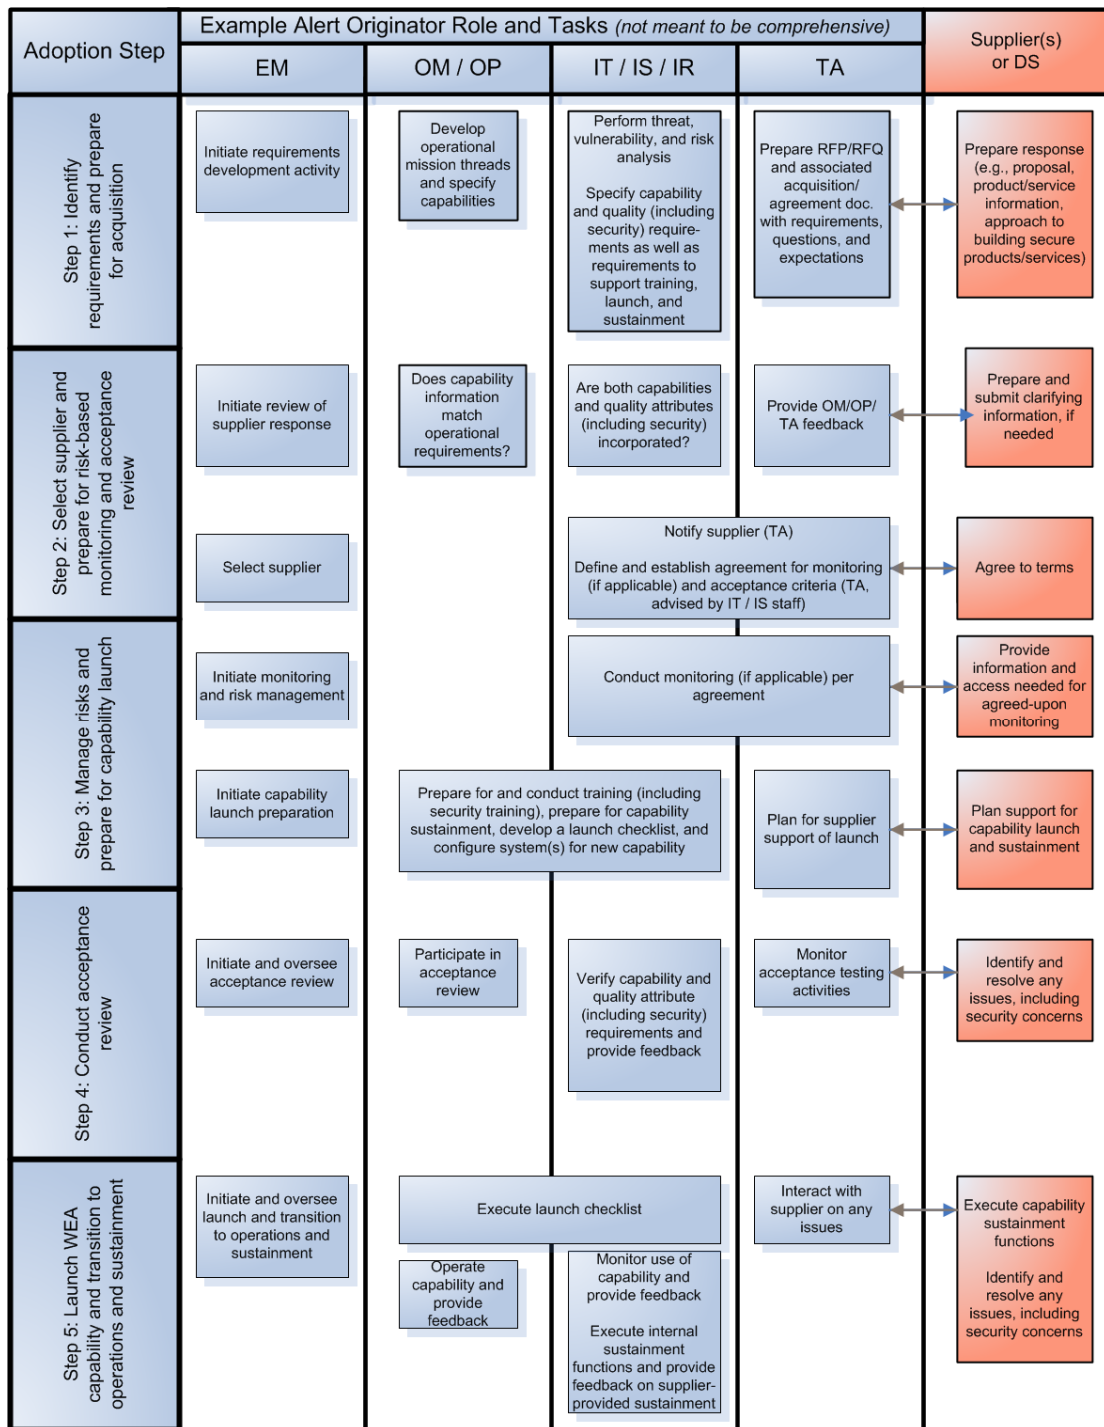 Adoption Step
Example Alert Originator Role and Tasks (not meant to be comprehensive)
EM
OM / OP
IT / IS / IR
TA
Supplier(s)
or DS
Step 1: Identify
requirements and prepare
for acquisition
Initiate requirements
development activity
Develop
operational
mission threads
and specify
capabilities
Perform threat,
vulnerability, and risk
analysis
Specify capability
and quality (including
security) require-
ments as well as
requirements to
support training,
launch, and
sustainment
Prepare RFP/RFQ
and associated
acquisition/
agreement doc.
with requirements,
questions, and
expectations
Prepare response
(e.g., proposal,
product/service
information,
approach to
building secure
products/services)
Step 2: Select supplier and
prepare for risk-based
monitoring and acceptance
review
Initiate review of
supplier response
Does capability
information
match
operational
requirements?
Are both capabilities
and quality attributes
(including security)
incorporated?
Provide OM/OP/
TA feedback
Prepare and
submit clarifying
information, if
needed
Select supplier
Notify supplier (TA)
Define and establish agreement for monitoring
(if applicable) and acceptance criteria (TA,
advised by IT / IS staff)
Agree to terms
Step 3: Manage risks and
prepare for capability launch
Initiate monitoring
and risk management
Conduct monitoring (if applicable) per
agreement
Provide
information and
access needed for
agreed-upon
monitoring
Initiate capability
launch preparation
Prepare for and conduct training (including
security training), prepare for capability
sustainment, develop a launch checklist, and
configure system(s) for new capability
Plan for supplier
support of launch
Plan support for
capability launch
and sustainment
Step 4: Conduct acceptance
review
Initiate and oversee
acceptance review
Participate in
acceptance
review
Verify capability and
quality attribute
(including security)
requirements and
provide feedback
Monitor
acceptance testing
activities
Identify and
resolve any
issues, including
security concerns
Step 5: Launch WEA
capability and transition to
operations and sustainment
Initiate and oversee
launch and transition
to operations and
sustainment
Execute launch checklist
Operate
capability and
provide
feedback
Monitor use of
capability and
provide feedback
Execute internal
sustainment
functions and provide
feedback on supplier-
provided sustainment
Interact with
supplier on any
issues
Execute capability
sustainment
functions
Identify and
resolve any
issues, including
security concerns